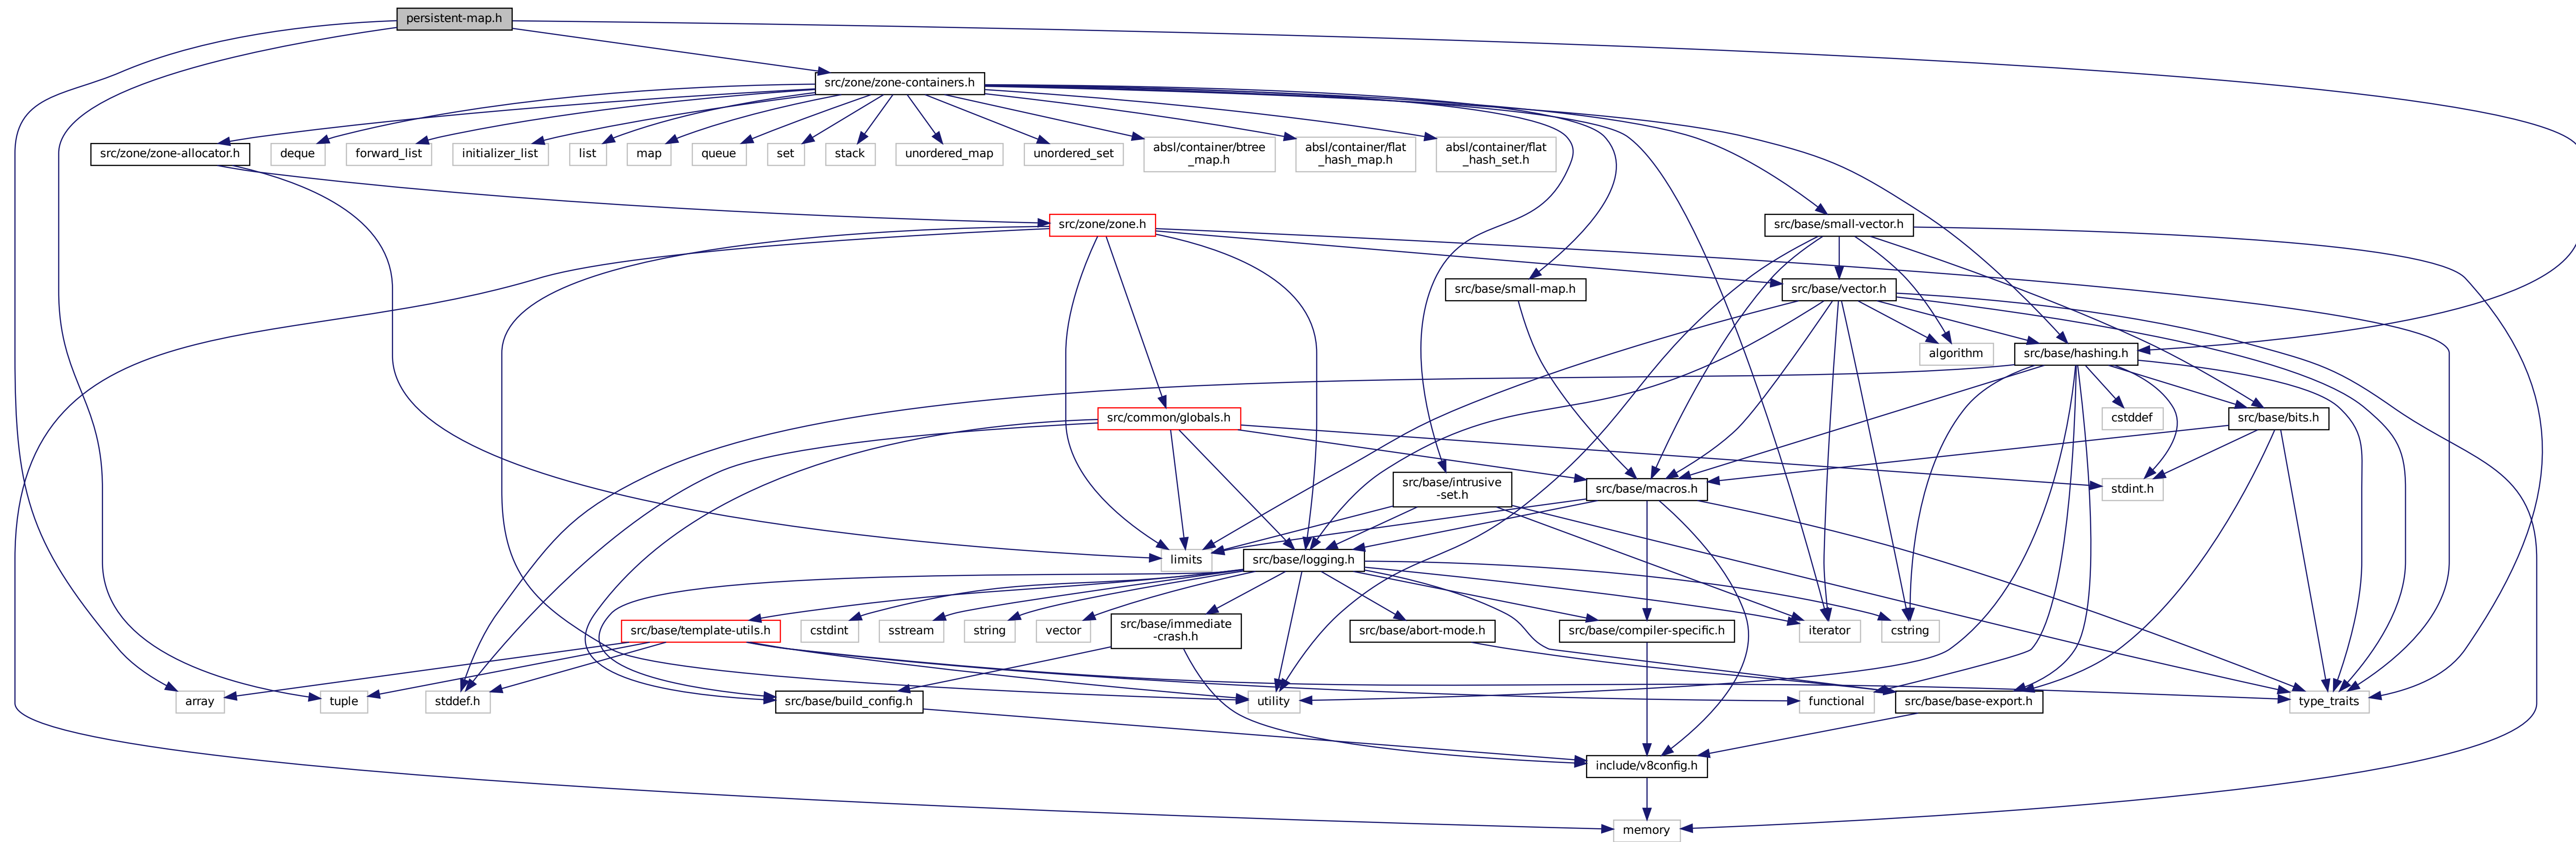 persistent-map.h
src/zone/zone-containers.h
src/zone/zone-allocator.h
deque
forward_list
initializer_list
list
map
queue
set
stack
unordered_map
unordered_set
absl/container/btree
_map.h
absl/container/flat
_hash_map.h
absl/container/flat
_hash_set.h
src/zone/zone.h
src/base/small-vector.h
src/base/small-map.h
src/base/vector.h
algorithm
src/base/hashing.h
src/common/globals.h
cstddef
src/base/bits.h
src/base/intrusive
-set.h
src/base/macros.h
stdint.h
limits
src/base/logging.h
src/base/template-utils.h
cstdint
sstream
string
vector
src/base/immediate
-crash.h
src/base/abort-mode.h
src/base/compiler-specific.h
iterator
cstring
array
tuple
stddef.h
src/base/build_config.h
utility
functional
src/base/base-export.h
type_traits
include/v8config.h
memory